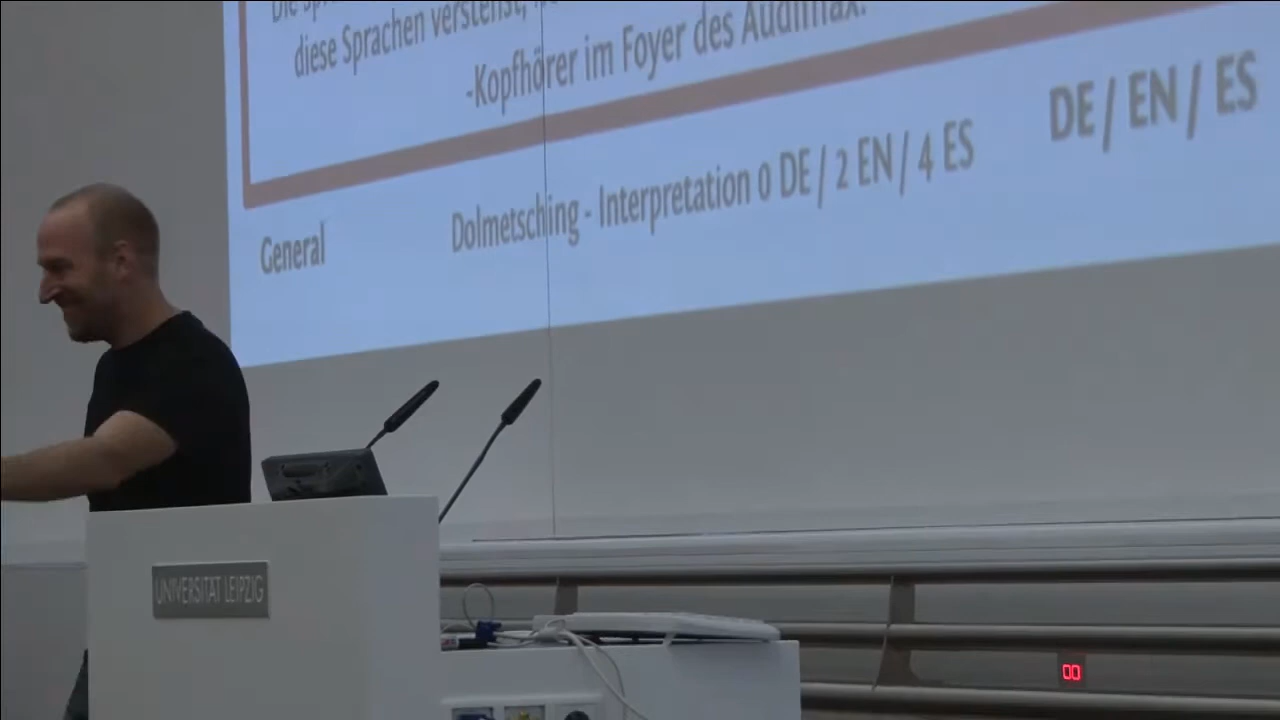 diese Sprachen verstehst,
-Kopfhörer im Foyer des Audimax.
General
Dolmetsching - Interpretation 0 DE / 2 EN / 4 ES
DE / EN / ES
UNIVERSITÄT LEIPZIG
00